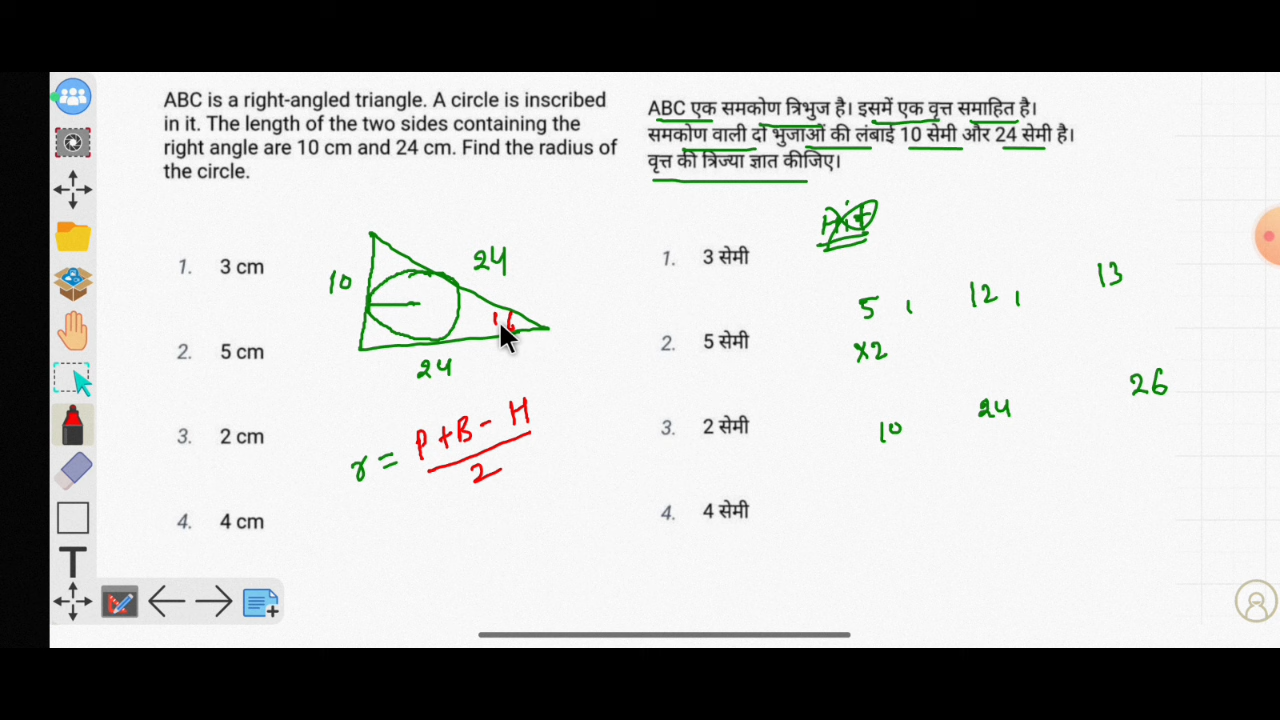 ABC is a right-angled triangle. A circle is inscribed
in it. The length of the two sides containing the
right angle are 10 cm and 24 cm. Find the radius of
the circle.
1. 3 cm
2. 5 cm
3. 2 cm
4. 4 cm
10
24
24
r = P + B - H
2
ABC एक समकोण त्रिभुज है। इसमें एक वृत्त समाहित है।
समकोण वाली दो भुजाओं की लंबाई 10 सेमी और 24 सेमी है।
वृत्त की त्रिज्या ज्ञात कीजिए।
1. 3 सेमी
2. 5 सेमी
3. 2 सेमी
4. 4 सेमी
5 , 12 , 13
×2
10 24 26
T